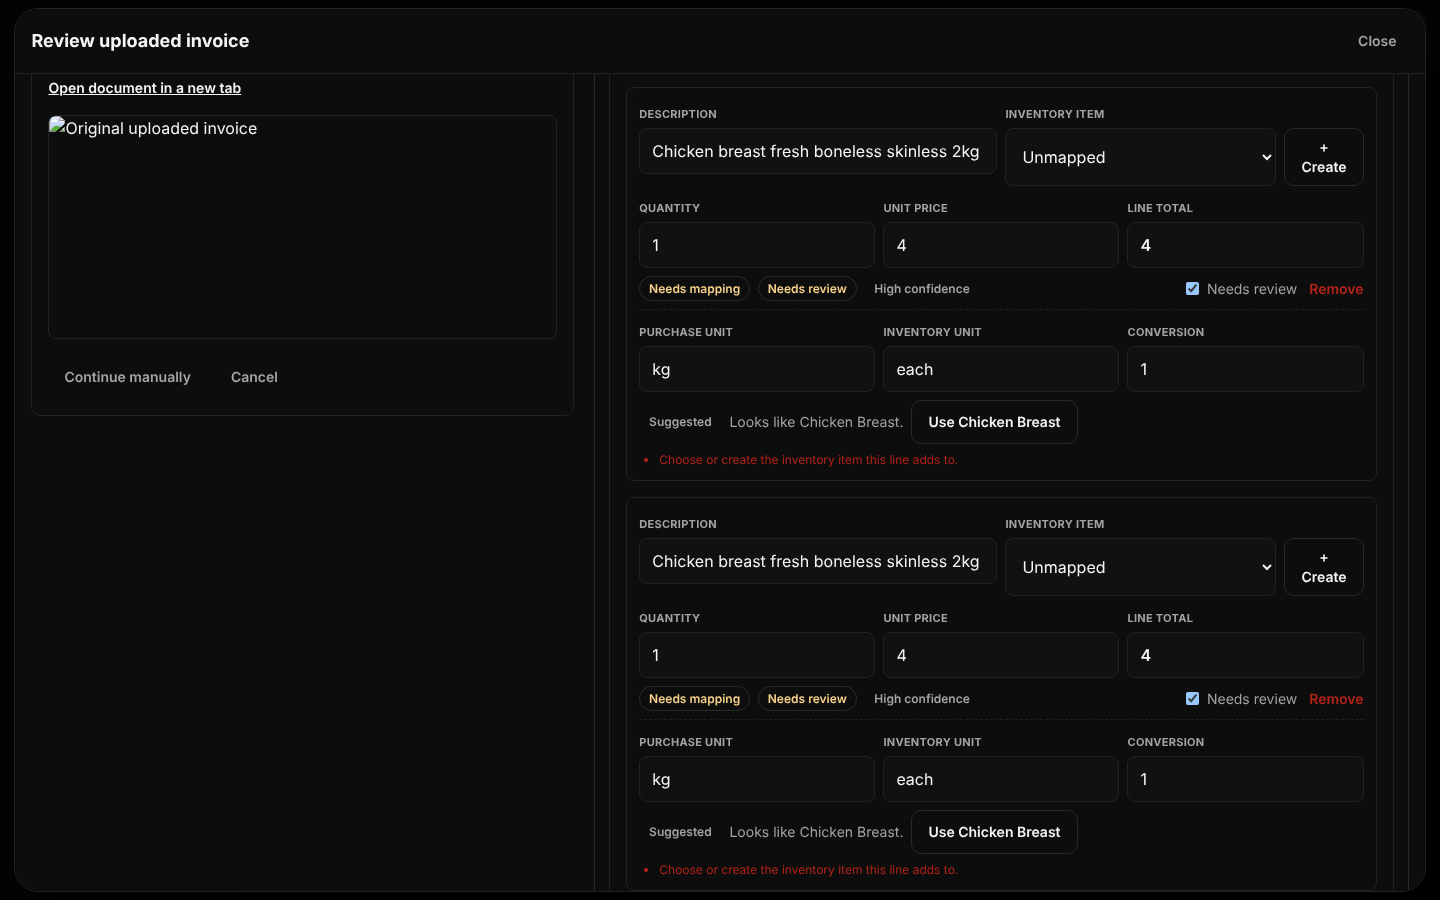 Review uploaded invoice
Close
Open document in a new tab
Original uploaded invoice
Continue manually
Cancel
DESCRIPTION
INVENTORY ITEM
Chicken breast fresh boneless skinless 2kg
Unmapped
+
Create
QUANTITY
UNIT PRICE
LINE TOTAL
1
4
4
Needs mapping
Needs review
High confidence
Needs review
Remove
PURCHASE UNIT
INVENTORY UNIT
CONVERSION
kg
each
1
Suggested
Looks like Chicken Breast.
Use Chicken Breast
• Choose or create the inventory item this line adds to.
DESCRIPTION
INVENTORY ITEM
Chicken breast fresh boneless skinless 2kg
Unmapped
+
Create
QUANTITY
UNIT PRICE
LINE TOTAL
1
4
4
Needs mapping
Needs review
High confidence
Needs review
Remove
PURCHASE UNIT
INVENTORY UNIT
CONVERSION
kg
each
1
Suggested
Looks like Chicken Breast.
Use Chicken Breast
• Choose or create the inventory item this line adds to.